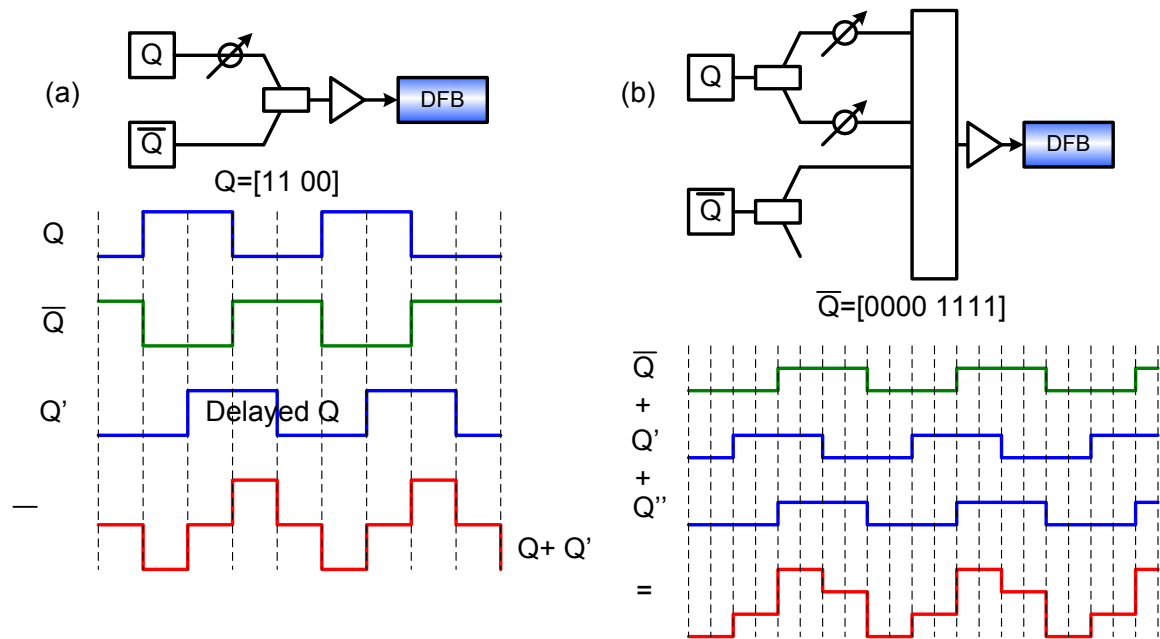 (a)
Q
Q̅
DFB
Q=[11 00]
Q
Q̅
Q’
Delayed Q
Q+ Q’
(b)
Q
Q̅
DFB
Q̅=[0000 1111]
Q̅
+
Q’
+
Q’’
=